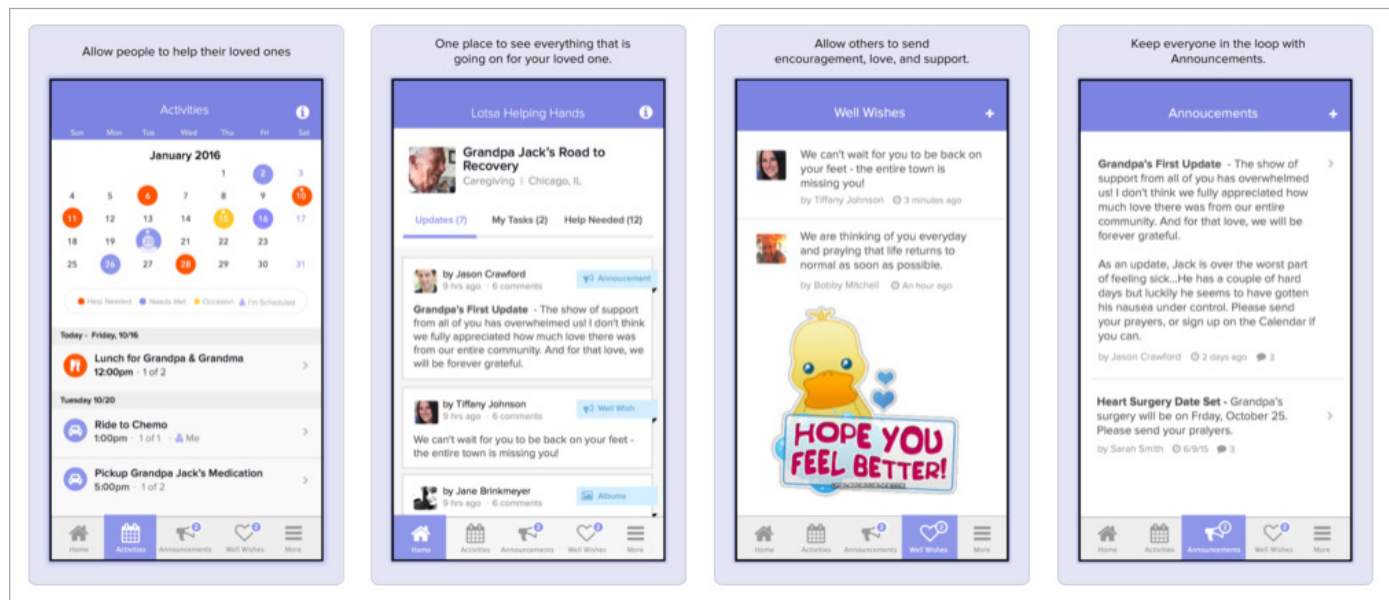 Allow people to help their loved ones
Activities
Sun Mon Tue Wed Thu Fri Sat
January 2016
1 2 3
4 5 6 7 8 9 10
11 12 13 14 15 16 17
18 19 20 21 22 23
25 26 27 28 29 30 31
Help Needed Needs Met Occasion I'm Scheduled
Today - Friday, 10/16
Lunch for Grandpa & Grandma
12:00pm · 1 of 2
Tuesday 10/20
Ride to Chemo
1:00pm · 1 of 1 · Me
Pickup Grandpa Jack's Medication
5:00pm · 1 of 2
2 2
Home Activities Announcements Well Wishes More
One place to see everything that is
going on for your loved one.
Lotsa Helping Hands
Grandpa Jack's Road to
Recovery
Caregiving | Chicago, IL
Updates (7) My Tasks (2) Help Needed (12)
by Jason Crawford
Annoucement
9 hrs ago · 6 comments
Grandpa's First Update - The show of support
from all of you has overwhelmed us! I don't think
we fully appreciated how much love there was
from our entire community. And for that love, we
will be forever grateful.
by Tiffany Johnson
Well Wish
9 hrs ago · 6 comments
We can't wait for you to be back on your feet -
the entire town is missing you!
by Jane Brinkmeyer
Albums
9 hrs ago · 6 comments
2 2
Home Activities Announcements Well Wishes More
Allow others to send
encouragement, love, and support.
Well Wishes +
We can't wait for you to be back on
your feet - the entire town is
missing you!
by Tiffany Johnson 3 minutes ago
We are thinking of you everyday
and praying that life returns to
normal as soon as possible.
by Bobby Mitchell An hour ago
HOPE YOU
FEEL BETTER!
2 2
Home Activities Announcements Well Wishes More
Keep everyone in the loop with
Announcements.
Annoucements +
Grandpa's First Update - The show of
support from all of you has overwhelmed
us! I don't think we fully appreciated how
much love there was from our entire
community. And for that love, we will be
forever grateful.
As an update, Jack is over the worst part
of feeling sick...He has a couple of hard
days but luckily he seems to have gotten
his nausea under control. Please send
your prayers, or sign up on the Calendar if
you can.
by Jason Crawford 2 days ago 3
Heart Surgery Date Set - Grandpa's
surgery will be on Frday, October 25.
Please send your pralyers.
by Sarah Smith 6/9/15 3
2 2
Home Activities Announcements Well Wishes More